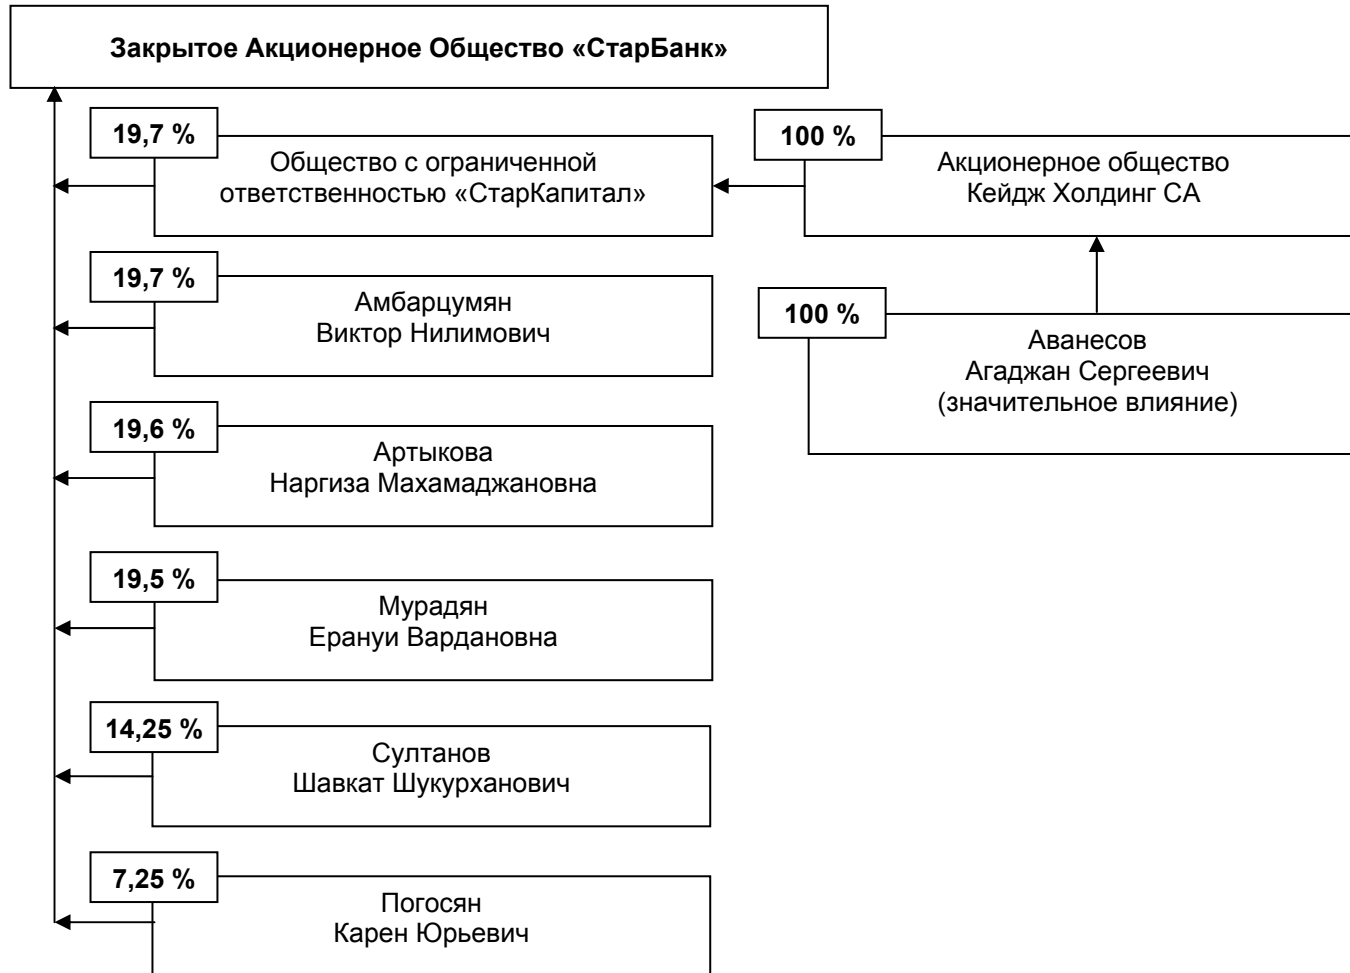 Закрытое Акционерное Общество «СтарБанк»
19,7 %
Общество с ограниченной
ответственностью «СтарКапитал»
100 %
Акционерное общество
Кейдж Холдинг СА
19,7 %
Амбарцумян
Виктор Нилимович
100 %
Аванесов
Агаджан Сергеевич
(значительное влияние)
19,6 %
Артыкова
Наргиза Махамаджановна
19,5 %
Мурадян
Ерануи Вардановна
14,25 %
Султанов
Шавкат Шукурханович
7,25 %
Погосян
Карен Юрьевич